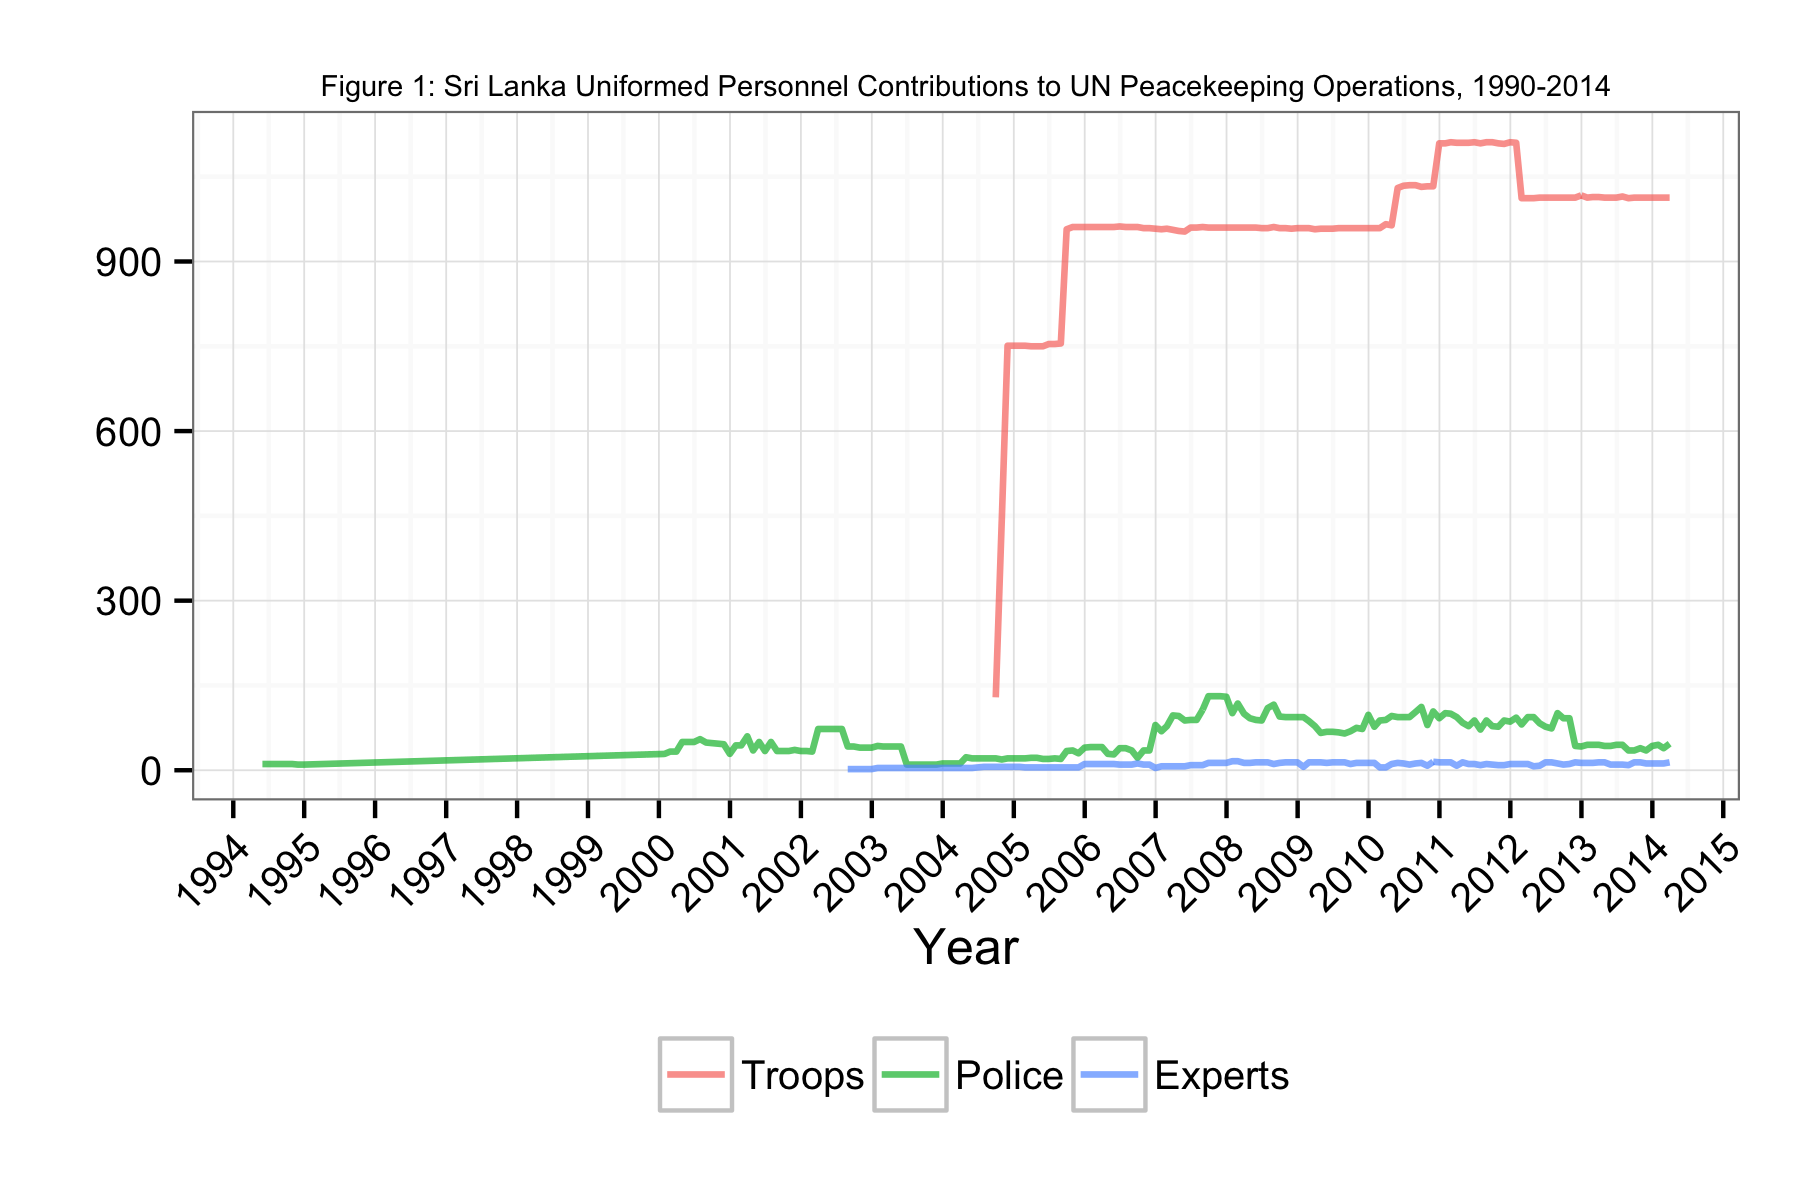 Figure 1: Sri Lanka Uniformed Personnel Contributions to UN Peacekeeping Operations, 1990-2014
900
600
300
0
1994 1995 1996 1997 1998 1999 2000 2001 2002 2003 2004 2005 2006 2007 2008 2009 2010 2011 2012 2013 2014 2015
Year
Troops Police Experts